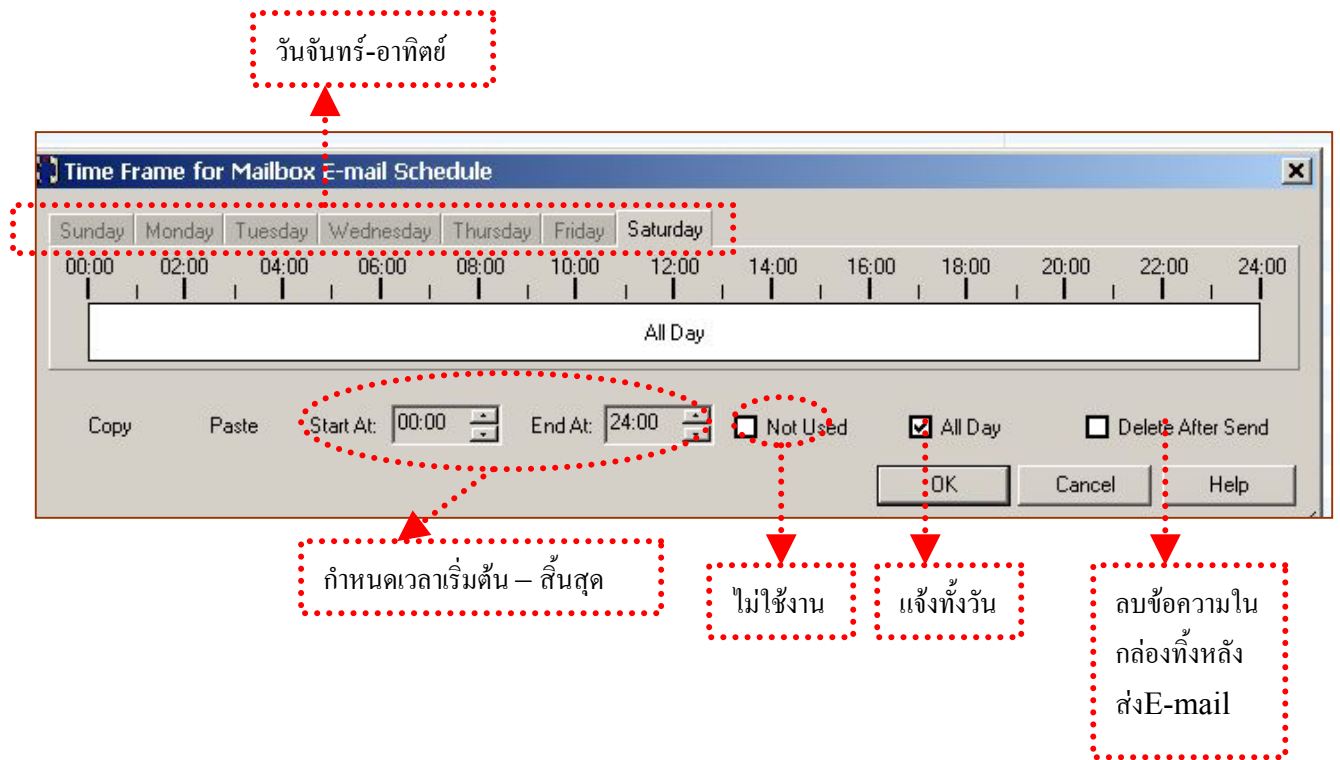 วันจันทร์-อาทิตย์
Time Frame for Mailbox E-mail Schedule
Sunday Monday Tuesday Wednesday Thursday Friday Saturday
00:00 02:00 04:00 06:00 08:00 10:00 12:00 14:00 16:00 18:00 20:00 22:00 24:00
All Day
Copy Paste Start At: 00:00 End At: 24:00 Not Used All Day Delete After Send
OK Cancel Help
กำหนดเวลาเริ่มต้น – สิ้นสุด
ไม่ใช้งาน
แจ้งทั้งวัน
ลบข้อความใน
กล่องทิ้งหลัง
ส่งE-mail